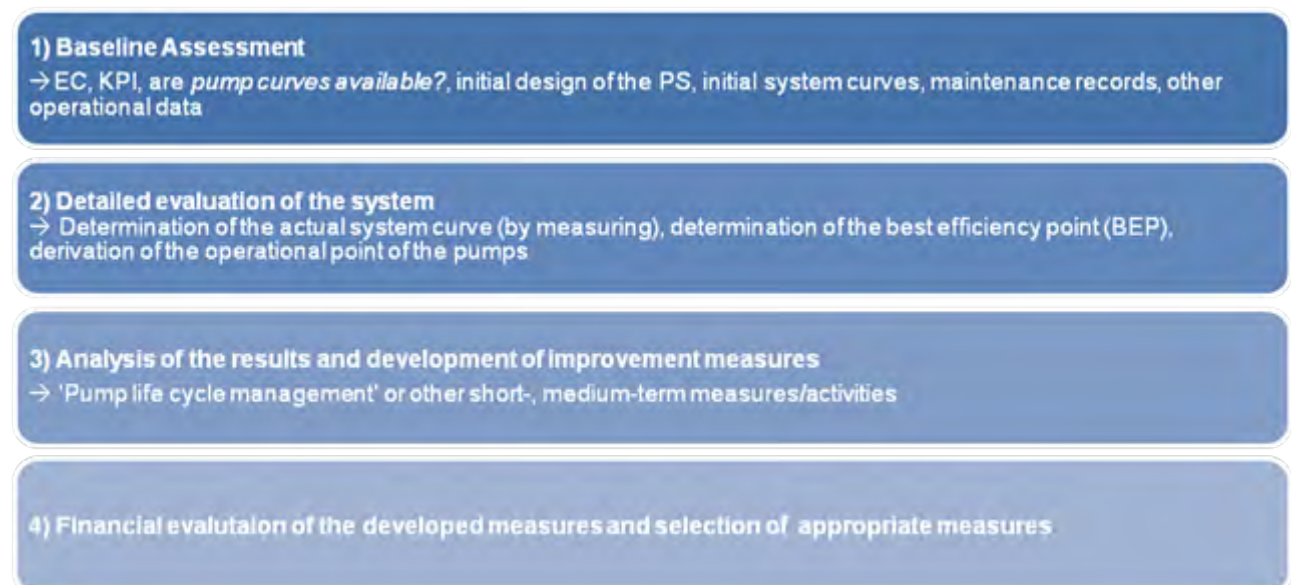 1) Baseline Assessment
→ EC, KPI, are pump curves available?, initial design of the PS, initial system curves, maintenance records, other
operational data
2) Detailed evaluation of the system
→ Determination of the actual system curve (by measuring), determination of the best efficiency point (BEP),
derivation of the operational point of the pumps
3) Analysis of the results and development of improvement measures
→ 'Pump life cycle management' or other short-, medium-term measures/activities
4) Financial evalutaion of the developed measures and selection of appropriate measures